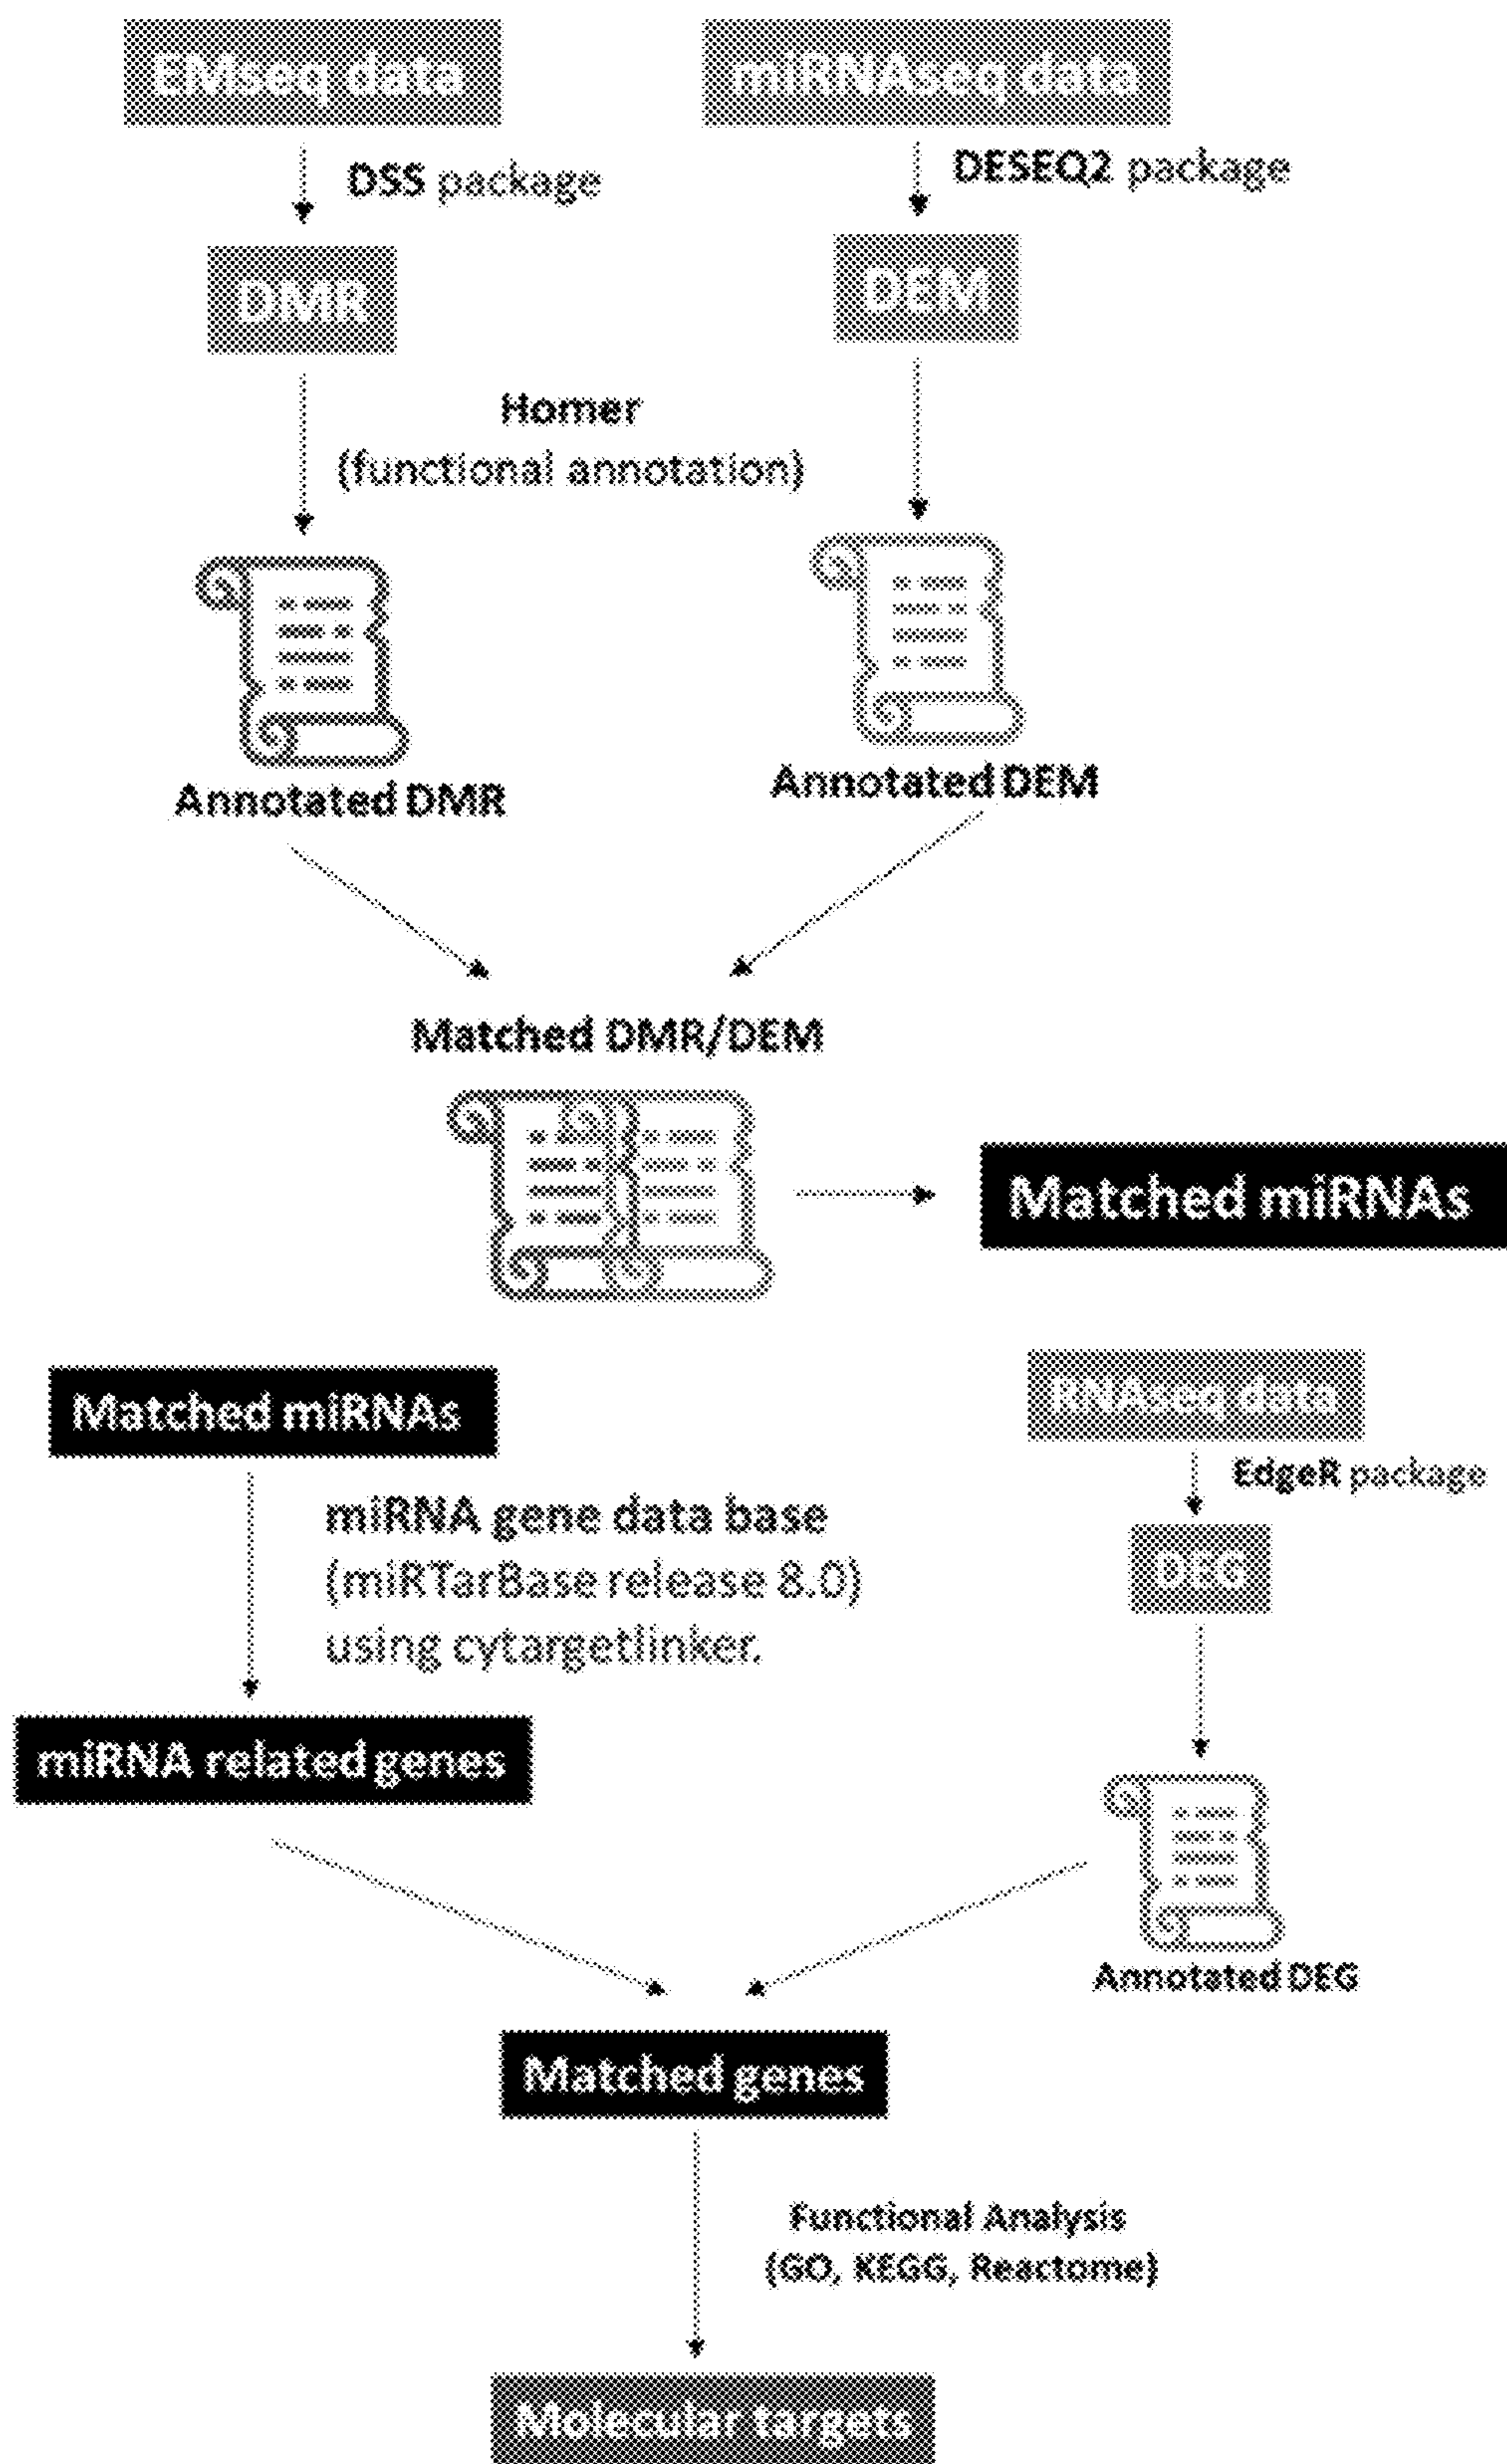 EMseq data
miRNAseq data
DSS package
DESEQ2 package
DMR
DEM
Homer
(functional annotation)
Annotated DMR
Annotated DEM
Matched DMR/DEM
Matched miRNAs
Matched miRNAs
RNAseq data
EdgeR package
miRNA gene data base
(miRTarBase release 8.0)
using cytargetlinker.
DEG
miRNA related genes
Annotated DEG
Matched genes
Functional Analysis
(GO, KEGG, Reactome)
Molecular targets